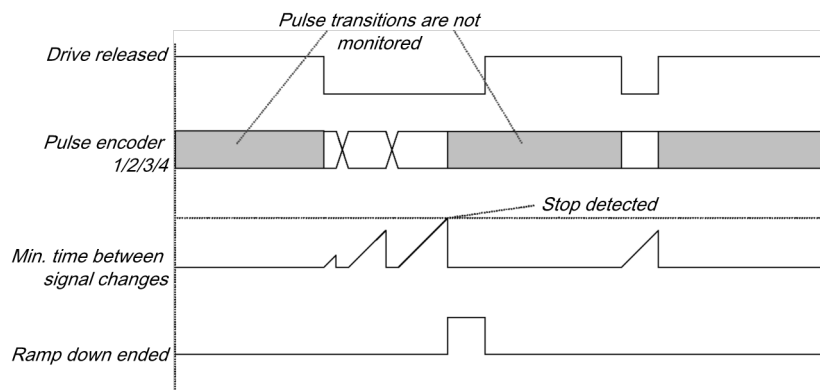 Pulse transitions are not
monitored
Drive released
Pulse encoder
1/2/3/4
Stop detected
Min. time between
signal changes
Ramp down ended